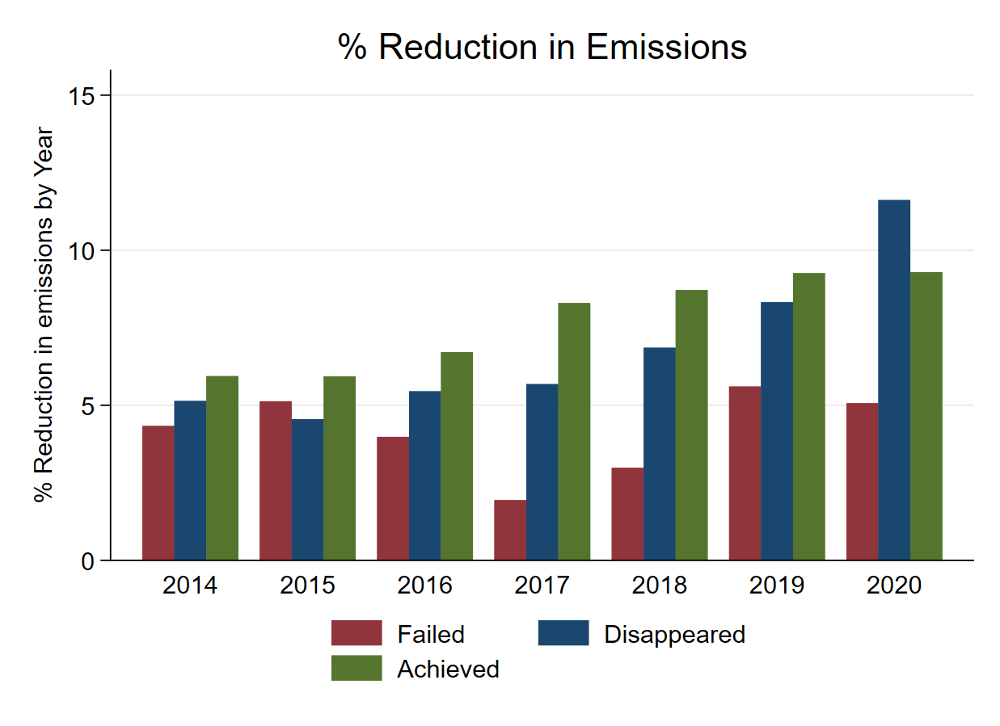 % Reduction in Emissions
% Reduction in emissions by Year
15
10
5
0
2014 2015 2016 2017 2018 2019 2020
Failed Disappeared
Achieved